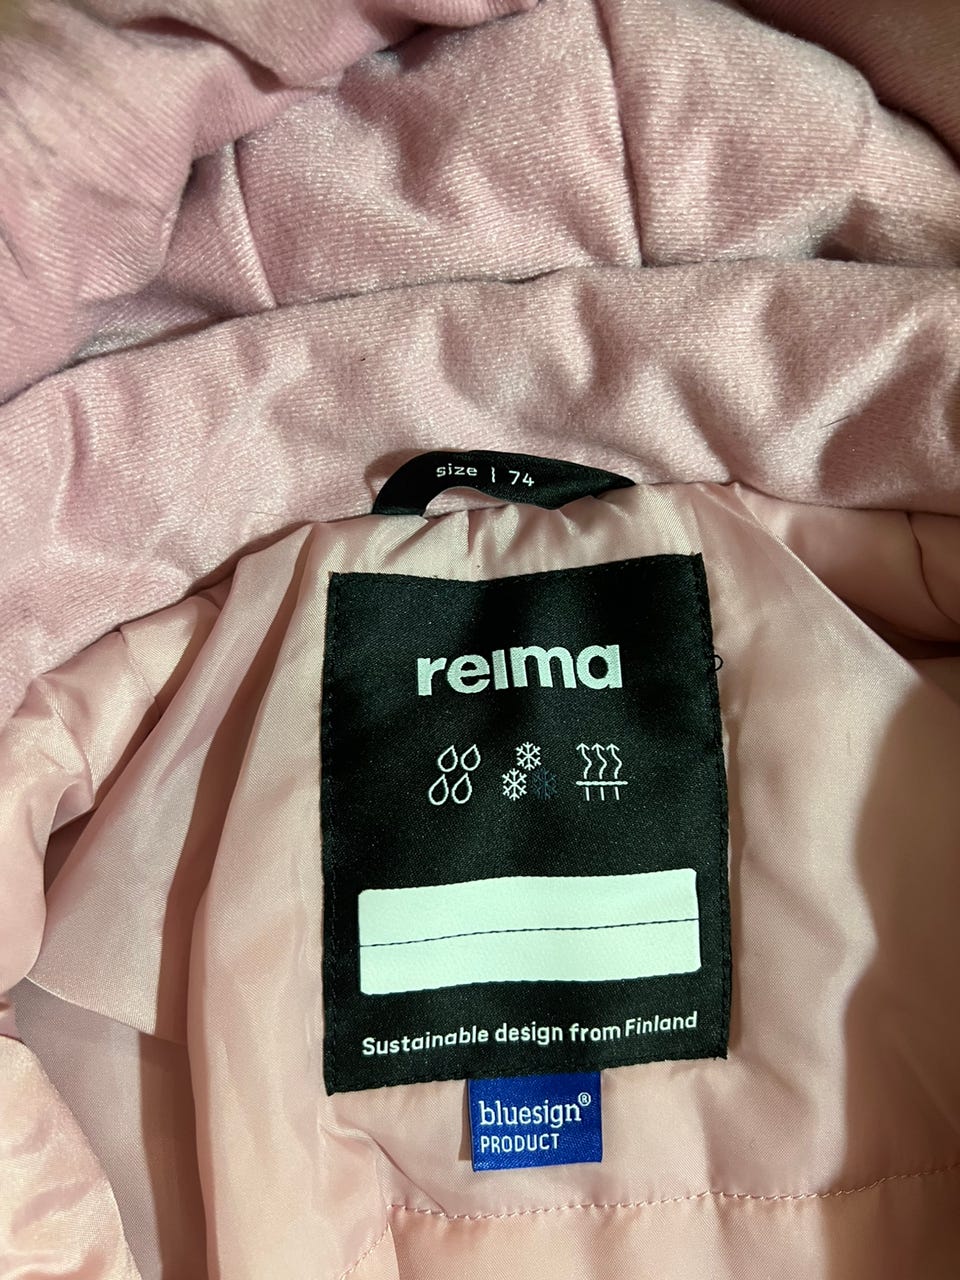 size | 74
reima
Sustainable design from Finland
bluesign®
PRODUCT